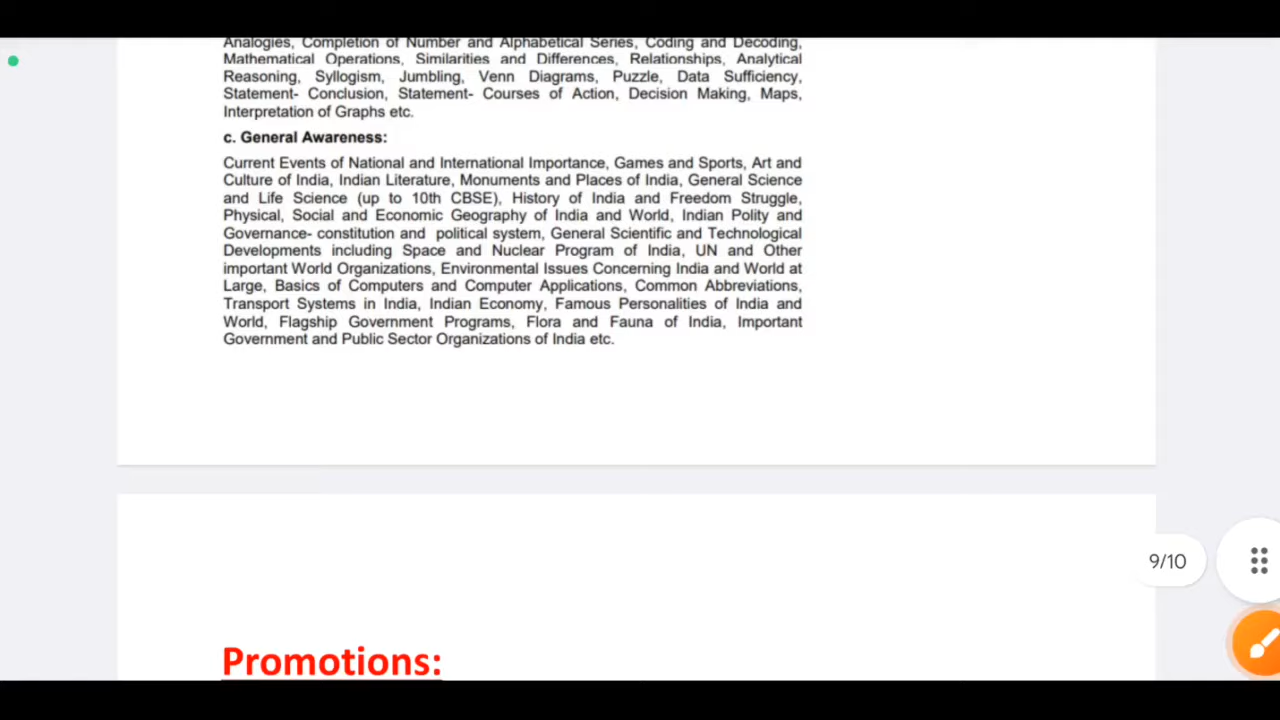 Analogies, Completion of Number and Alphabetical Series, Coding and Decoding,
Mathematical Operations, Similarities and Differences, Relationships, Analytical
Reasoning, Syllogism, Jumbling, Venn Diagrams, Puzzle, Data Sufficiency,
Statement- Conclusion, Statement- Courses of Action, Decision Making, Maps,
Interpretation of Graphs etc.
c. General Awareness:
Current Events of National and International Importance, Games and Sports, Art and
Culture of India, Indian Literature, Monuments and Places of India, General Science
and Life Science (up to 10th CBSE), History of India and Freedom Struggle,
Physical, Social and Economic Geography of India and World, Indian Polity and
Governance- constitution and political system, General Scientific and Technological
Developments including Space and Nuclear Program of India, UN and Other
important World Organizations, Environmental Issues Concerning India and World at
Large, Basics of Computers and Computer Applications, Common Abbreviations,
Transport Systems in India, Indian Economy, Famous Personalities of India and
World, Flagship Government Programs, Flora and Fauna of India, Important
Government and Public Sector Organizations of India etc.
9/10
Promotions: